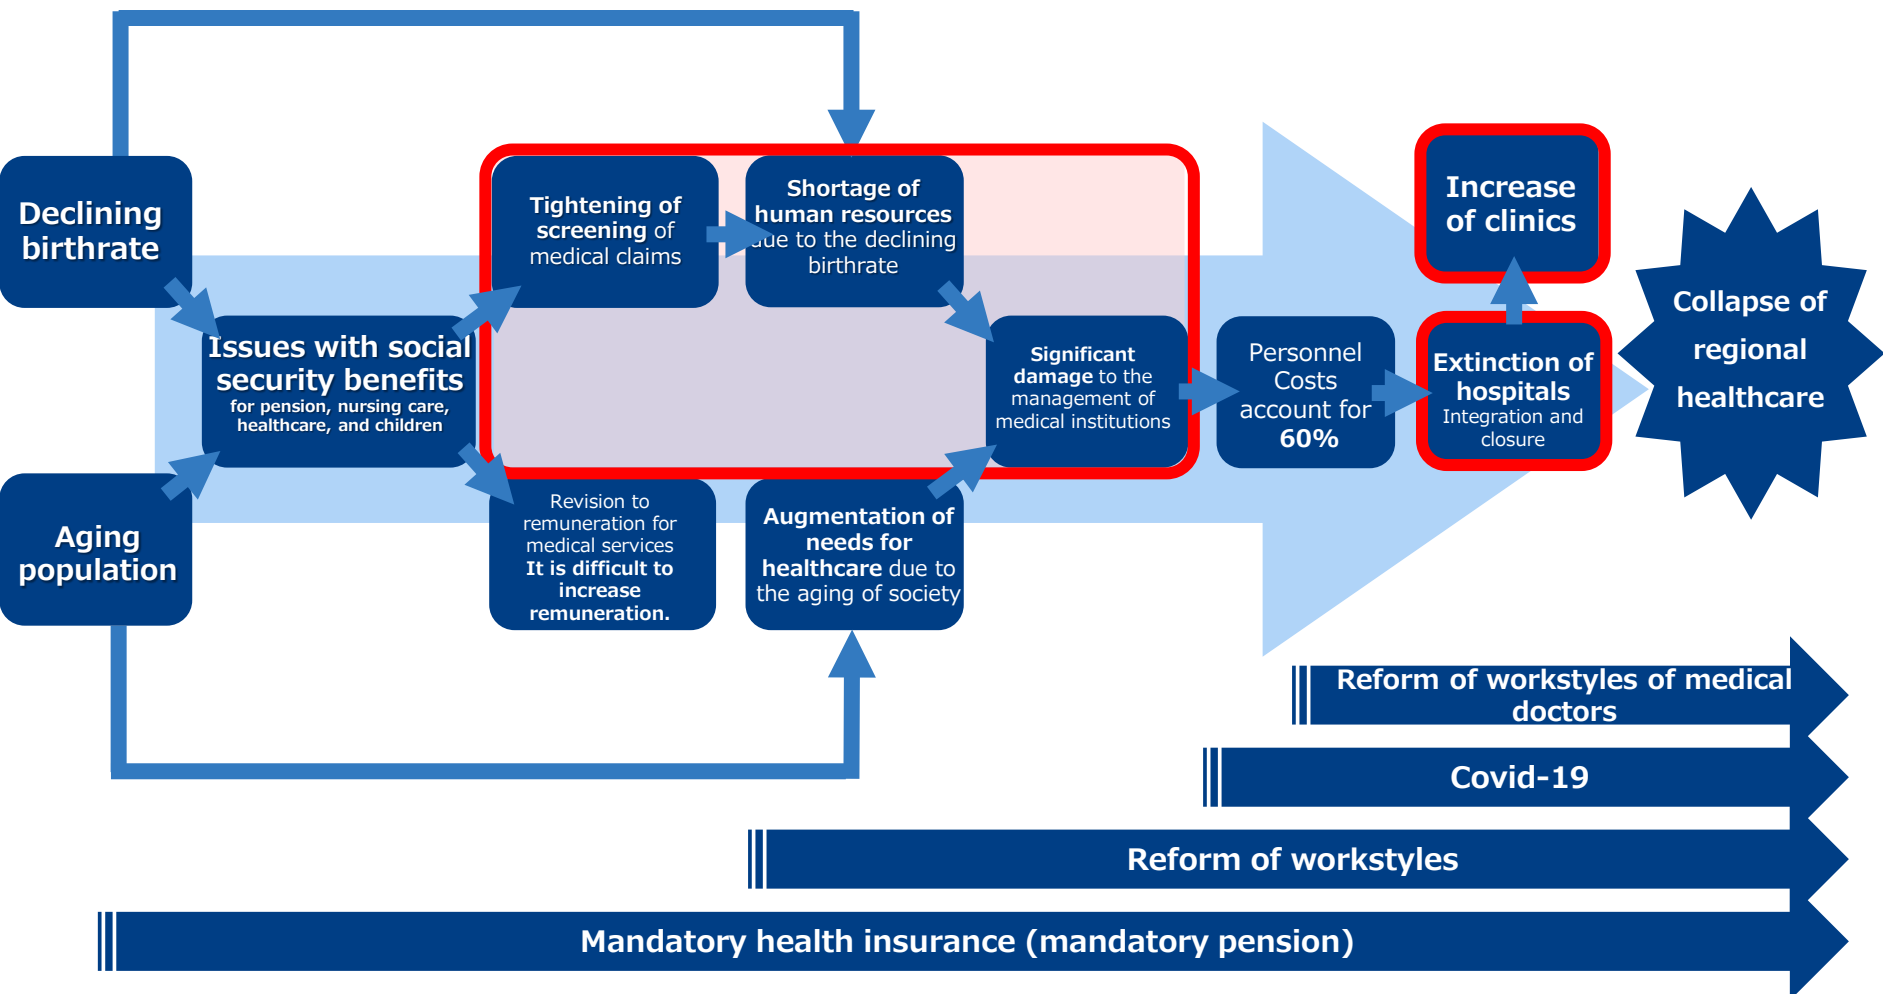 Declining
birthrate
Aging
population
Issues with social
security benefits
for pension, nursing care,
healthcare, and children
Tightening of
screening of
medical claims
Shortage of
human resources
due to the declining
birthrate
Revision to
remuneration for
medical services
It is difficult to
increase
remuneration.
Augmentation of
needs for
healthcare due to
the aging of society
Significant
damage to the
management of
medical institutions
Personnel
Costs
account for
60%
Increase
of clinics
Extinction of
hospitals
Integration and
closure
Collapse of
regional
healthcare
Reform of workstyles of medical
doctors
Covid-19
Reform of workstyles
Mandatory health insurance (mandatory pension)